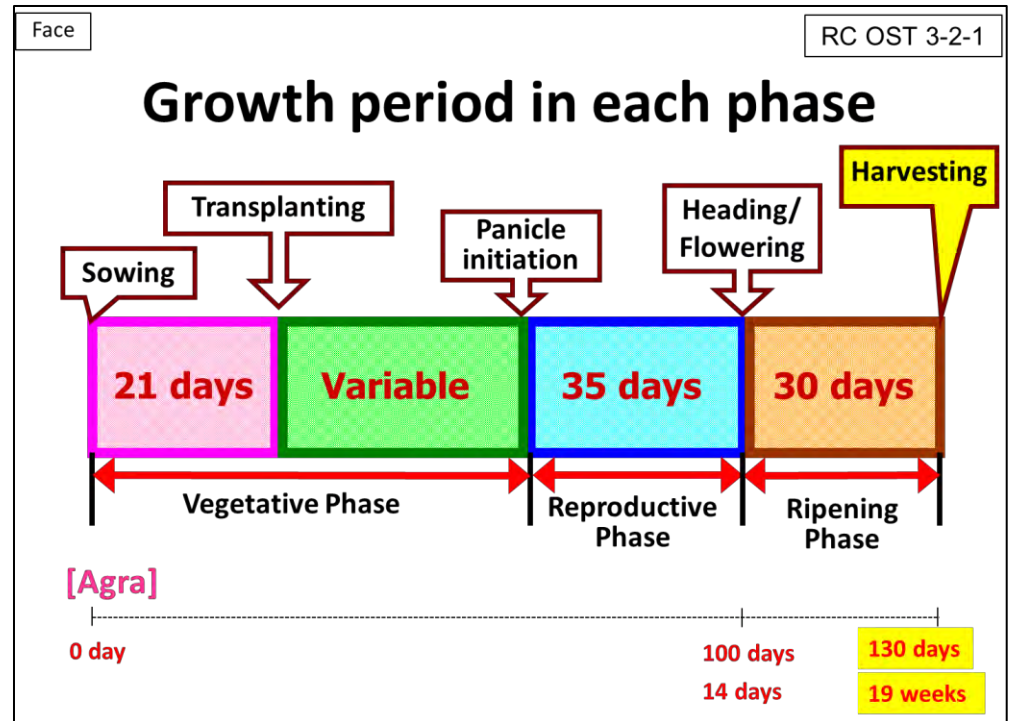 Face
RC OST 3-2-1
Growth period in each phase
Sowing
Transplanting
Panicle
initiation
Heading/
Flowering
Harvesting
21 days
Variable
35 days
30 days
Vegetative Phase
Reproductive
Phase
Ripening
Phase
[Agra]
0 day
100 days
130 days
14 days
19 weeks